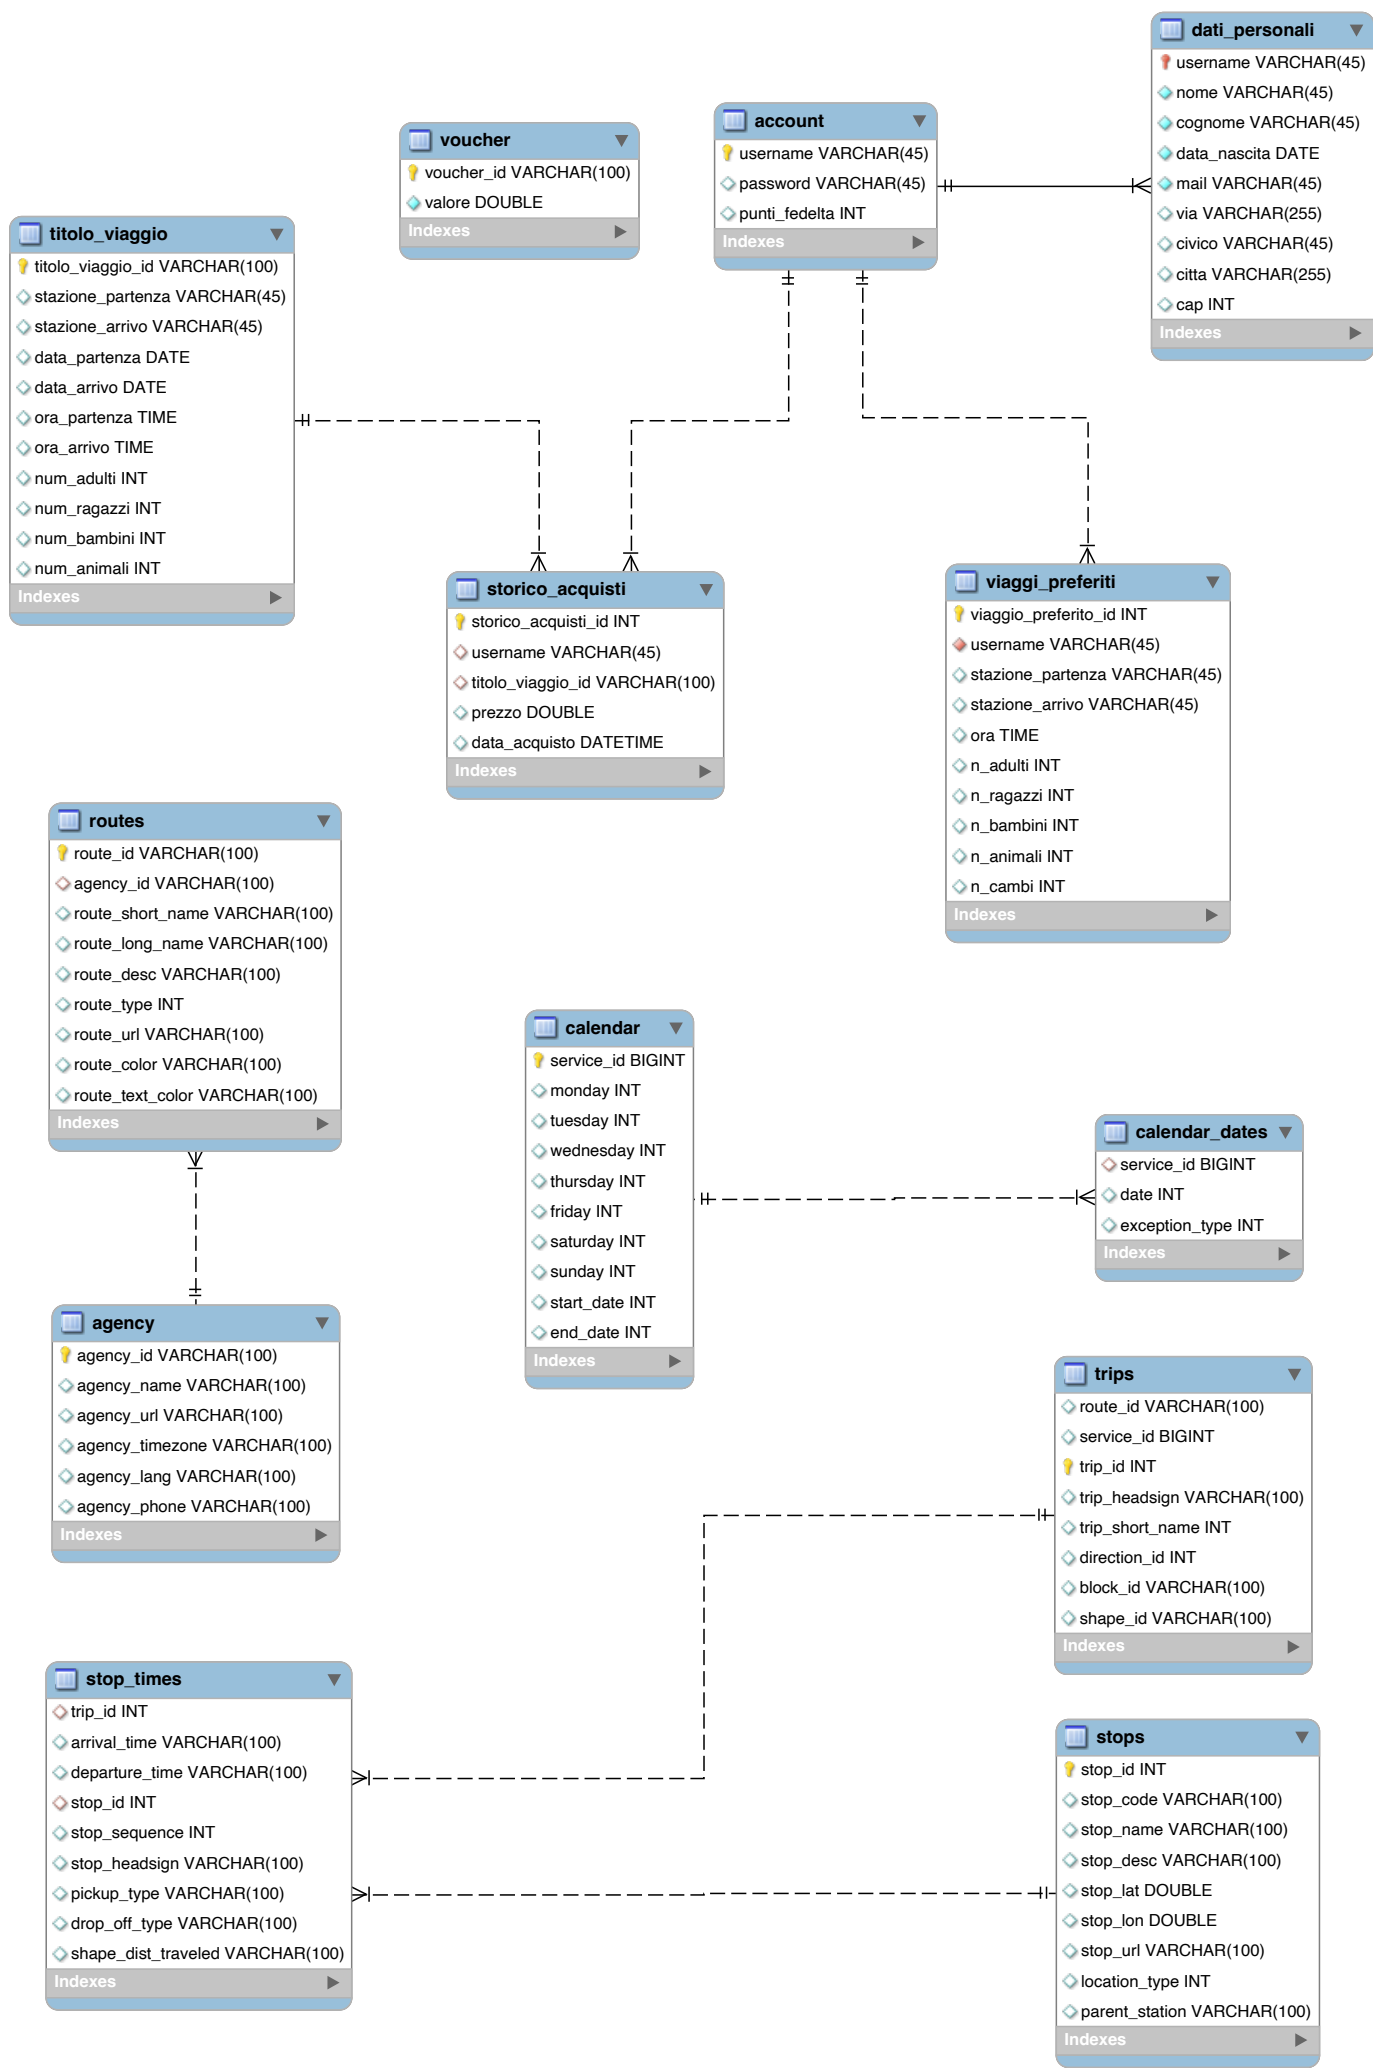 dati_personali
username VARCHAR(45)
nome VARCHAR(45)
cognome VARCHAR(45)
data_nascita DATE
mail VARCHAR(45)
via VARCHAR(255)
civico VARCHAR(45)
citta VARCHAR(255)
cap INT
Indexes
account
username VARCHAR(45)
password VARCHAR(45)
punti_fedelta INT
Indexes
voucher
voucher_id VARCHAR(100)
valore DOUBLE
Indexes
titolo_viaggio
titolo_viaggio_id VARCHAR(100)
stazione_partenza VARCHAR(45)
stazione_arrivo VARCHAR(45)
data_partenza DATE
data_arrivo DATE
ora_partenza TIME
ora_arrivo TIME
num_adulti INT
num_ragazzi INT
num_bambini INT
num_animali INT
Indexes
storico_acquisti
storico_acquisti_id INT
username VARCHAR(45)
titolo_viaggio_id VARCHAR(100)
prezzo DOUBLE
data_acquisto DATETIME
Indexes
viaggi_preferiti
viaggio_preferito_id INT
username VARCHAR(45)
stazione_partenza VARCHAR(45)
stazione_arrivo VARCHAR(45)
ora TIME
n_adulti INT
n_ragazzi INT
n_bambini INT
n_animali INT
n_cambi INT
Indexes
routes
route_id VARCHAR(100)
agency_id VARCHAR(100)
route_short_name VARCHAR(100)
route_long_name VARCHAR(100)
route_desc VARCHAR(100)
route_type INT
route_url VARCHAR(100)
route_color VARCHAR(100)
route_text_color VARCHAR(100)
Indexes
calendar
service_id BIGINT
monday INT
tuesday INT
wednesday INT
thursday INT
friday INT
saturday INT
sunday INT
start_date INT
end_date INT
Indexes
calendar_dates
service_id BIGINT
date INT
exception_type INT
Indexes
agency
agency_id VARCHAR(100)
agency_name VARCHAR(100)
agency_url VARCHAR(100)
agency_timezone VARCHAR(100)
agency_lang VARCHAR(100)
agency_phone VARCHAR(100)
Indexes
trips
route_id VARCHAR(100)
service_id BIGINT
trip_id INT
trip_headsign VARCHAR(100)
trip_short_name INT
direction_id INT
block_id VARCHAR(100)
shape_id VARCHAR(100)
Indexes
stop_times
trip_id INT
arrival_time VARCHAR(100)
departure_time VARCHAR(100)
stop_id INT
stop_sequence INT
stop_headsign VARCHAR(100)
pickup_type VARCHAR(100)
drop_off_type VARCHAR(100)
shape_dist_traveled VARCHAR(100)
Indexes
stops
stop_id INT
stop_code VARCHAR(100)
stop_name VARCHAR(100)
stop_desc VARCHAR(100)
stop_lat DOUBLE
stop_lon DOUBLE
stop_url VARCHAR(100)
location_type INT
parent_station VARCHAR(100)
Indexes